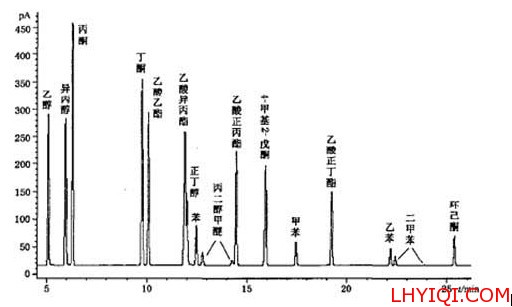 pA
450
400
350
300
250
200
150
100
50
0
乙醇
异丙醇
丙酮
丁酮
乙酸乙酯
乙酸异丙酯
正丁醇
苯
丙二醇甲醚
乙酸正丙酯
4-甲基2-戊酮
甲苯
乙酸正丁酯
乙苯
二甲苯
环己酮
5
10
15
20
25
t/min
LHYIQI.COM